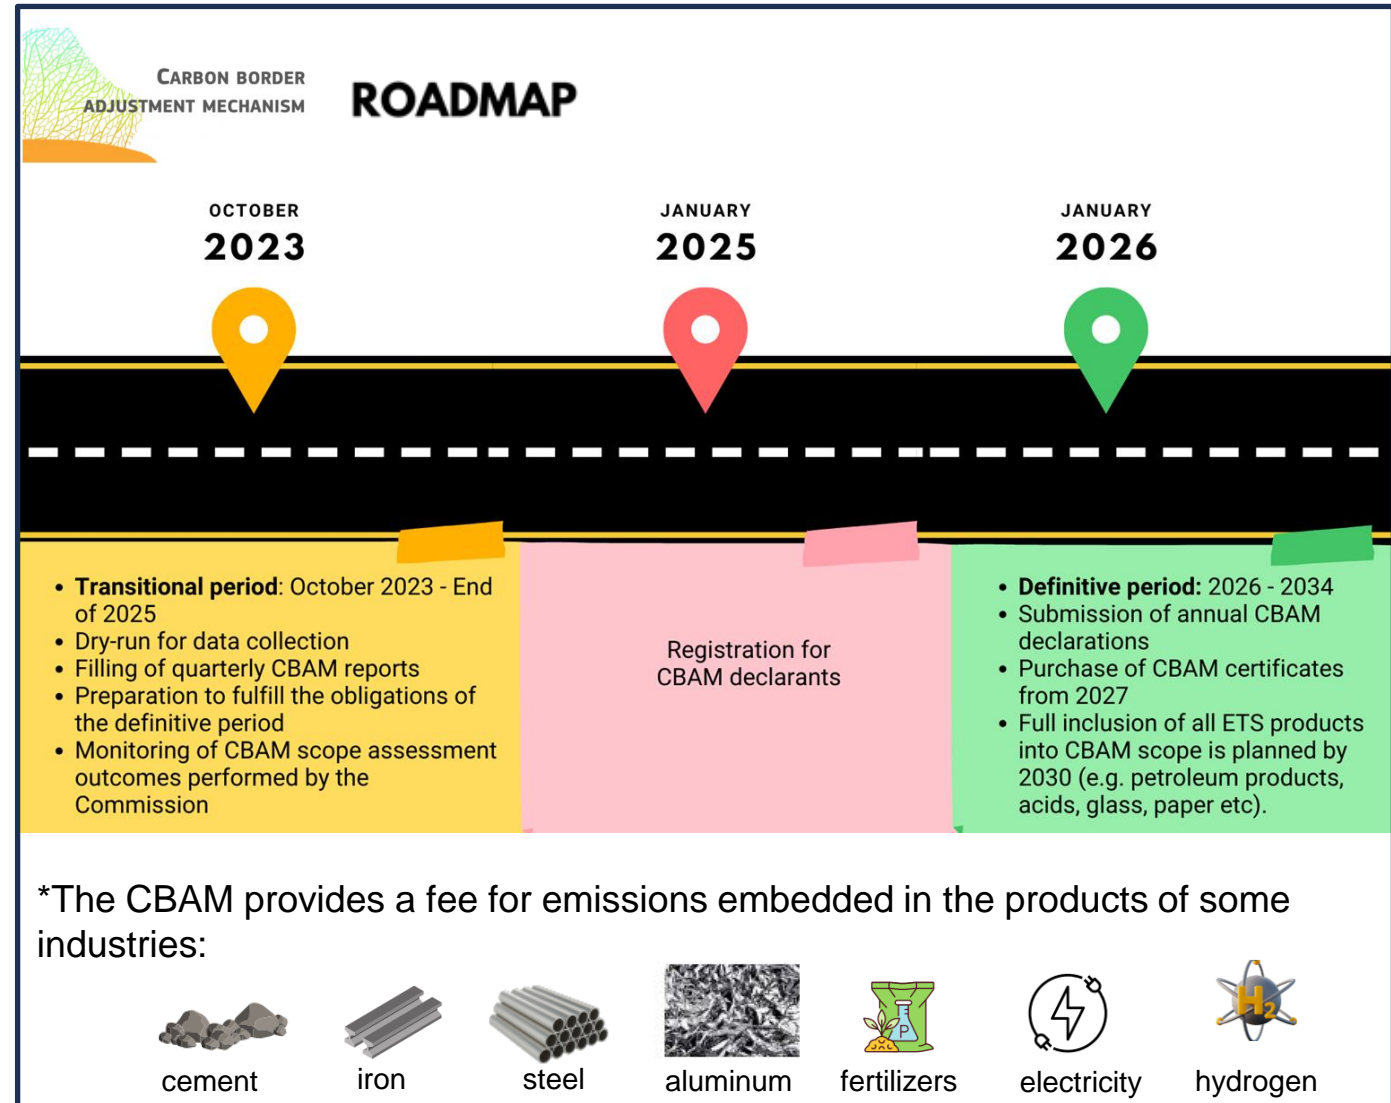 CARBON BORDER
ADJUSTMENT MECHANISM
ROADMAP
OCTOBER
2023
JANUARY
2025
JANUARY
2026
• Transitional period: October 2023 - End
of 2025
• Dry-run for data collection
• Filling of quarterly CBAM reports
• Preparation to fulfill the obligations of
the definitive period
• Monitoring of CBAM scope assessment
outcomes performed by the
Commission
Registration for
CBAM declarants
• Definitive period: 2026 - 2034
• Submission of annual CBAM
declarations
• Purchase of CBAM certificates
from 2027
• Full inclusion of all ETS products
into CBAM scope is planned by
2030 (e.g. petroleum products,
acids, glass, paper etc).
*The CBAM provides a fee for emissions embedded in the products of some
industries:
P
H2
cement
iron
steel
aluminum
fertilizers
electricity
hydrogen